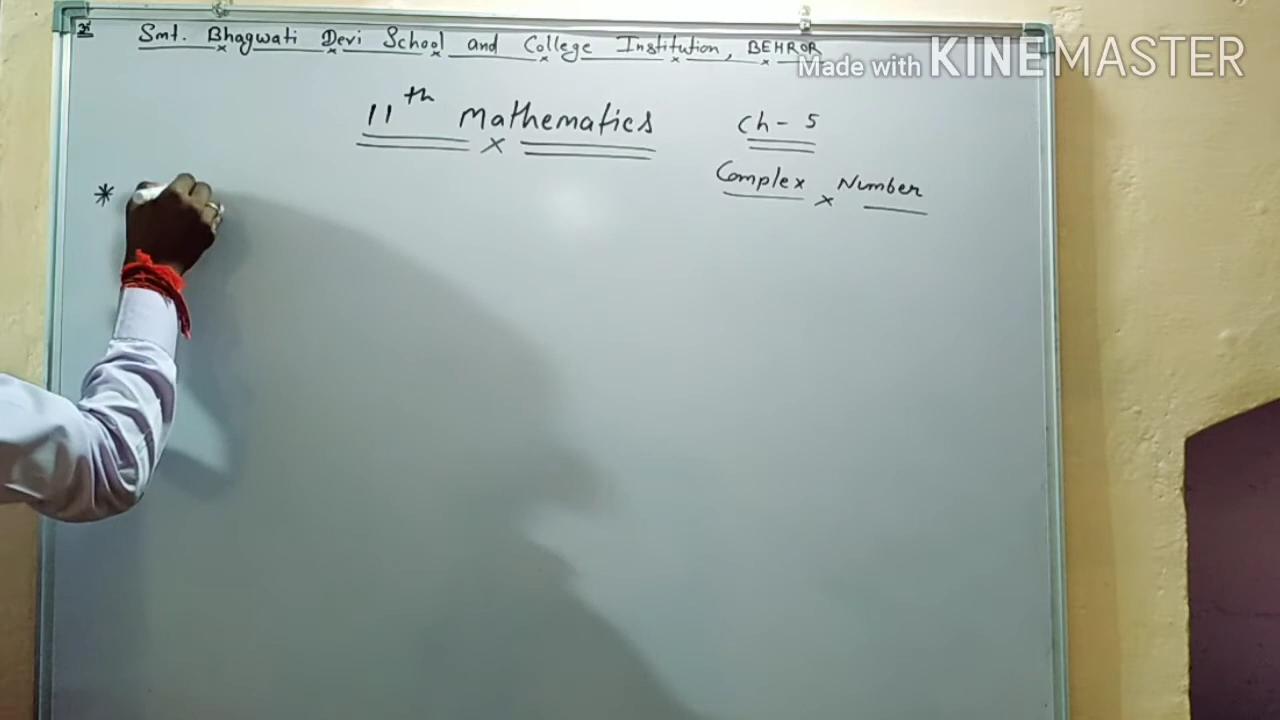 Smt. Bhagwati Devi School and College Institution, BEHROR
Made with KINEMASTER
11th Mathematics
Ch - 5
Complex Number
*